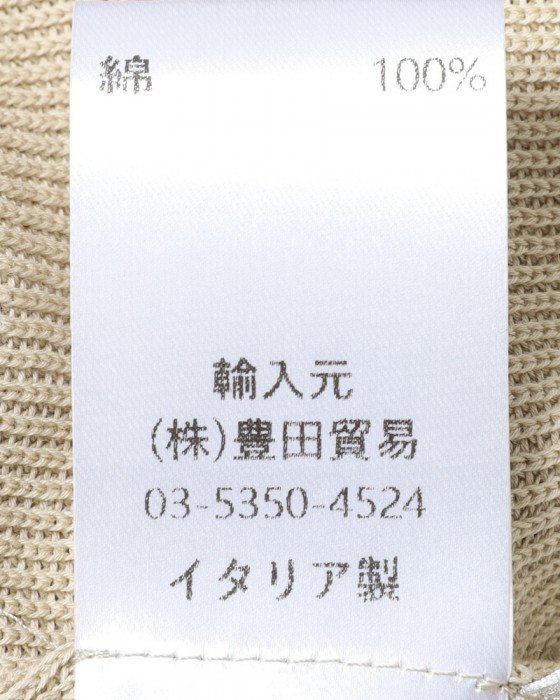 綿 100%
輸入元
(株)豊田貿易
03-5350-4524
イタリア製